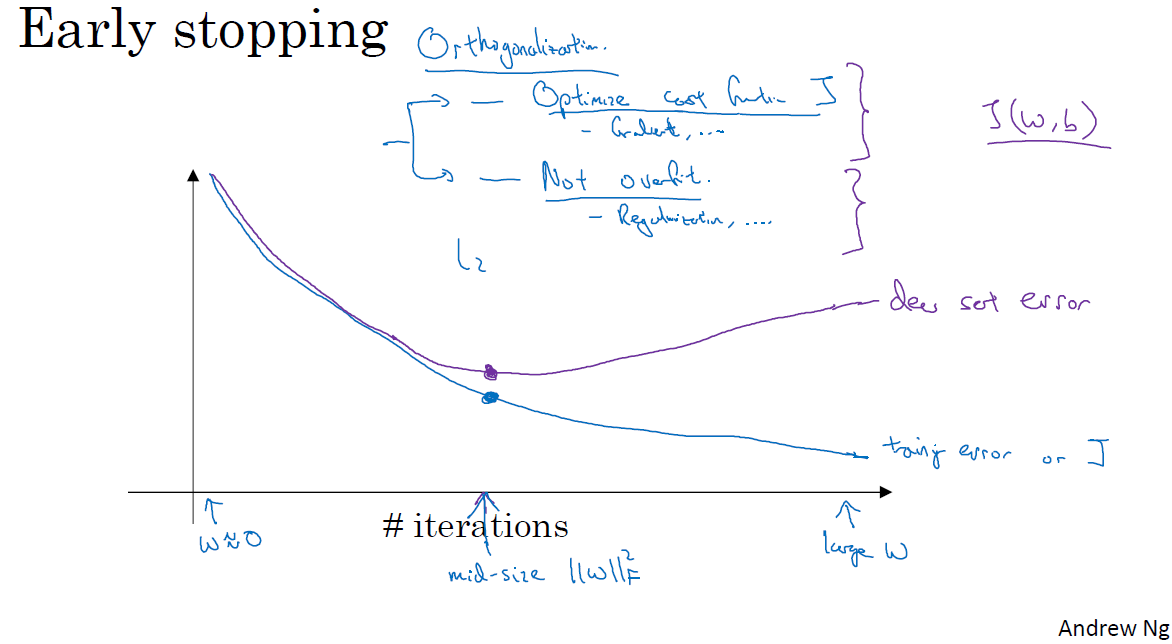 Early stopping
Orthogonalization.
— Optimize cost function J
- Gradient, ....
J(w,b)
— Not overfit.
- Regularization, ....
L2
dev set error
training error or J
# iterations
w≈0
large w
mid-size ||w||²F
Andrew Ng